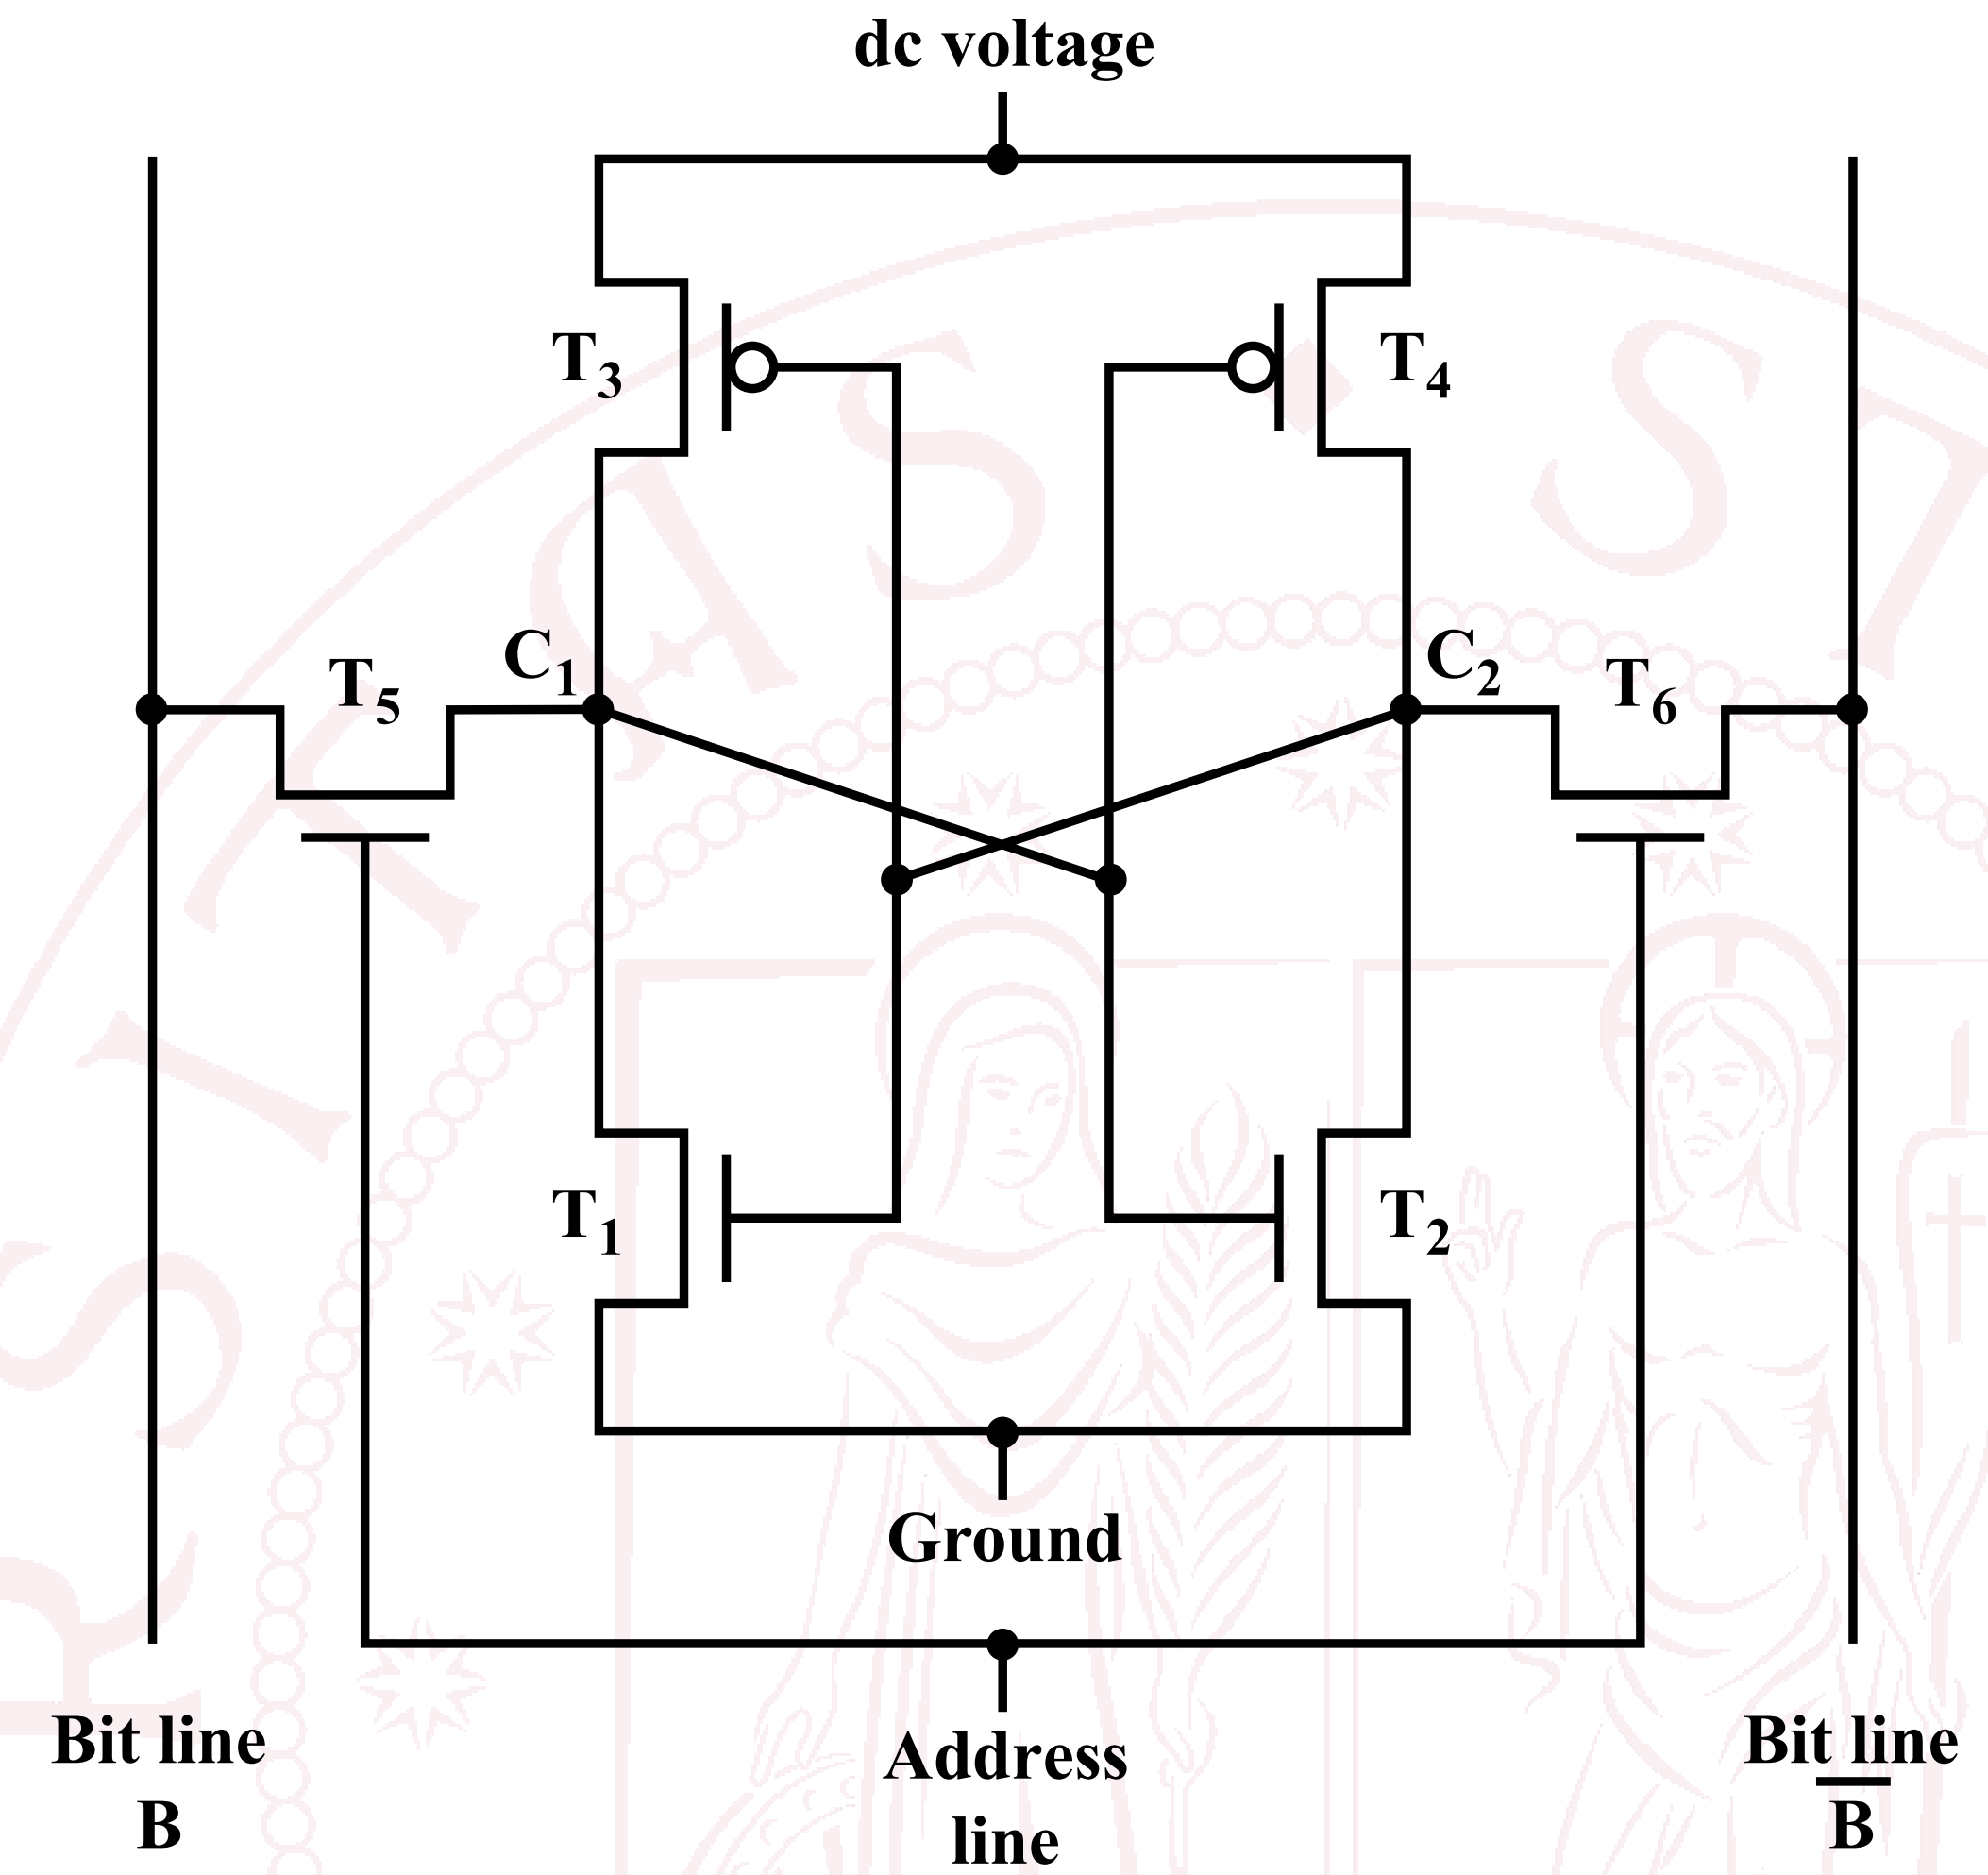 dc voltage
T3
T4
C1
C2
T5
T6
T1
T2
Ground
Bit line
B
Address
line
Bit line
B